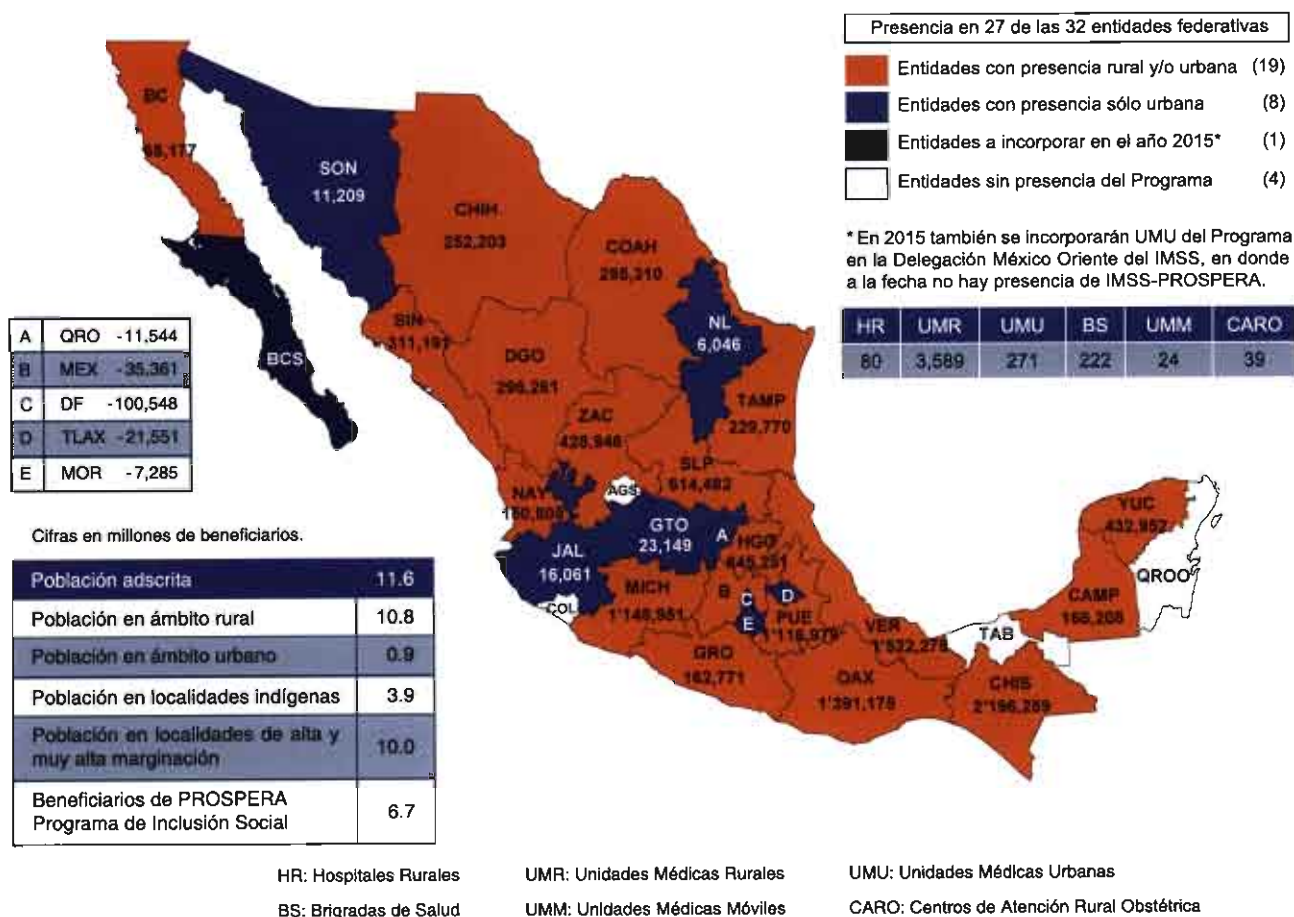 Presencia en 27 de las 32 entidades federativas
Entidades con presencia rural y/o urbana (19)
Entidades con presencia sólo urbana (8)
Entidades a incorporar en el año 2015* (1)
Entidades sin presencia del Programa (4)
* En 2015 también se incorporarán UMU del Programa
en la Delegación México Oriente del IMSS, en donde
a la fecha no hay presencia de IMSS-PROSPERA.
HR UMR UMU BS UMM CARO
80 3,589 271 222 24 39
BC
SON
11,209
CHIH
252,203
COAH
NL
6,046
SIN
DGO
BCS
TAMP
229,770
ZAC
SLP
NAY
AGS
GTO
23,149
A
HGO
JAL
16,061
COL
MICH
B
C
D
E
PUE
VER
GRO
162,771
OAX
TAB
CHIS
YUC
432,952
QROO
CAMP
A QRO -11,544
B MEX -35,361
C DF -100,548
D TLAX -21,551
E MOR -7,285
Cifras en millones de beneficiarios.
Población adscrita 11.6
Población en ámbito rural 10.8
Población en ámbito urbano 0.9
Población en localidades indígenas 3.9
Población en localidades de alta y
muy alta marginación 10.0
Beneficiarios de PROSPERA
Programa de Inclusión Social 6.7
HR: Hospitales Rurales UMR: Unidades Médicas Rurales UMU: Unidades Médicas Urbanas
BS: Brigradas de Salud UMM: Unidades Médicas Móviles CARO: Centros de Atención Rural Obstétrica